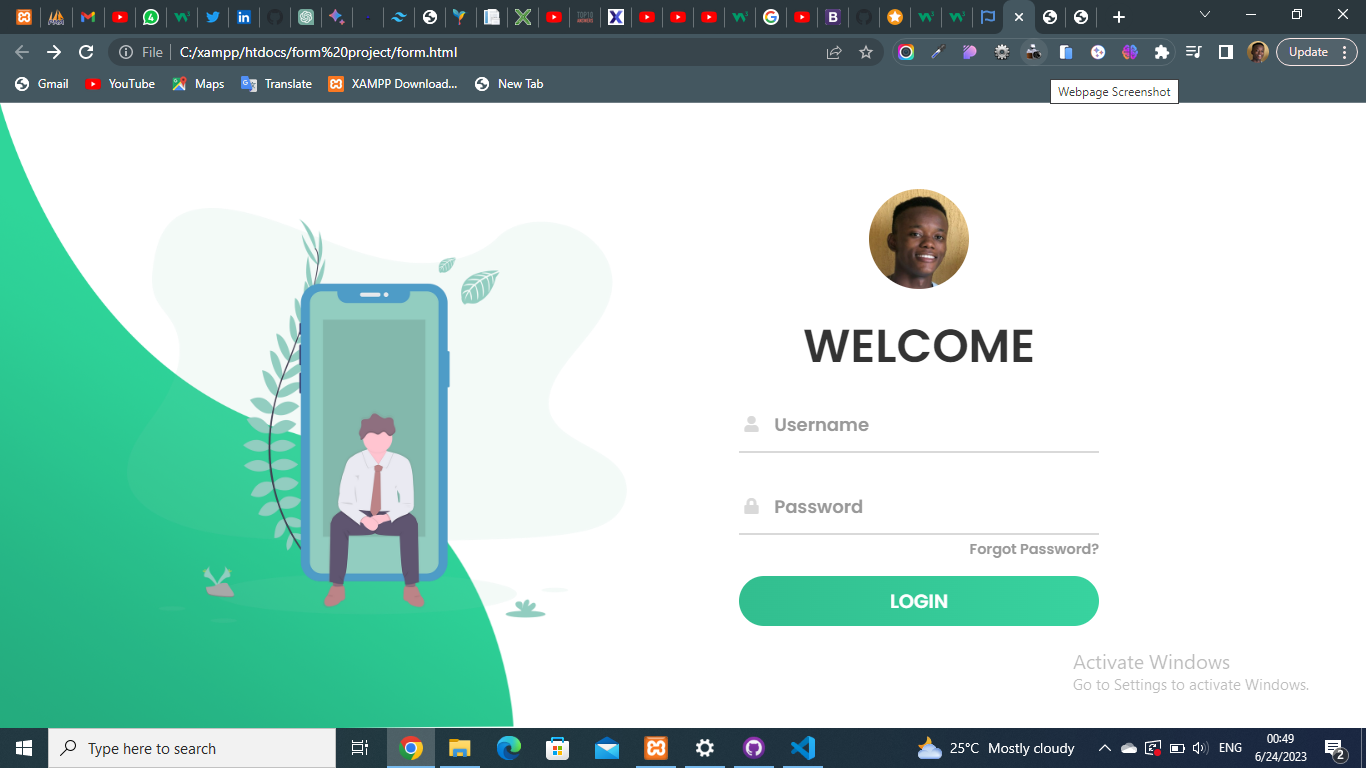 File
C:/xampp/htdocs/form%20project/form.html
Update
Gmail
YouTube
Maps
Translate
XAMPP Download...
New Tab
Webpage Screenshot
WELCOME
Username
Password
Forgot Password?
LOGIN
Activate Windows
Go to Settings to activate Windows.
Type here to search
25°C Mostly cloudy
ENG
00:49
6/24/2023
2